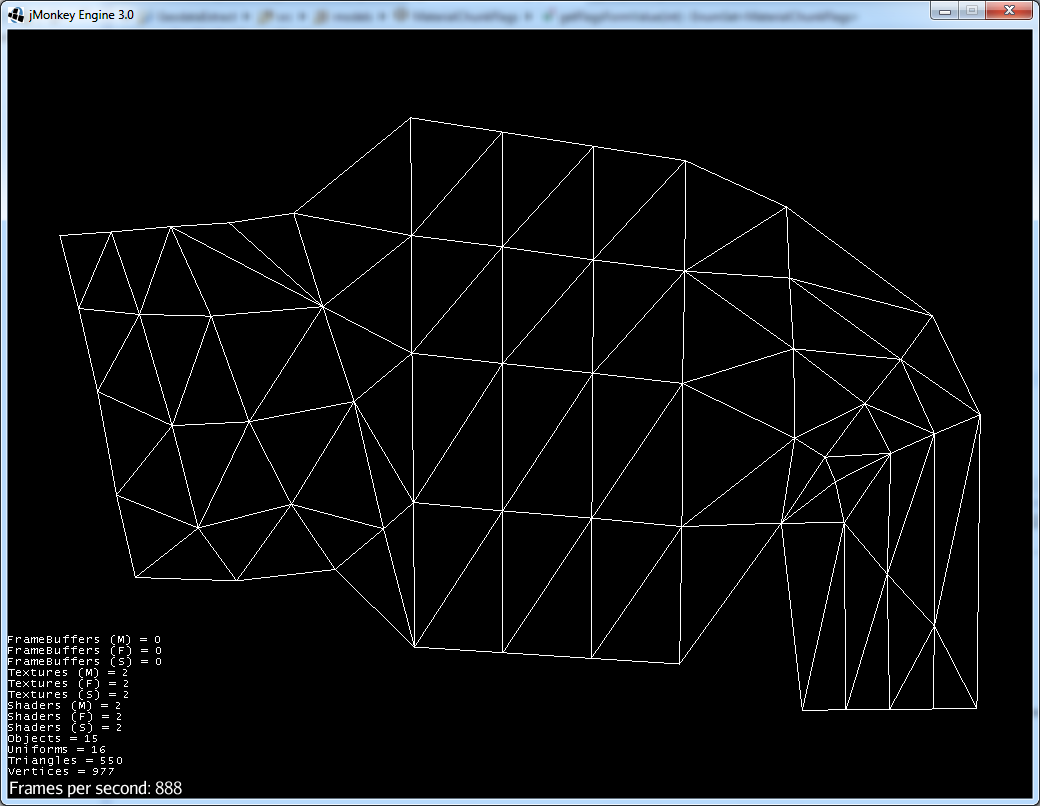 jMonkey Engine 3.0
FrameBuffers (M) = 0
FrameBuffers (F) = 0
FrameBuffers (S) = 0
Textures (M) = 2
Textures (F) = 2
Textures (S) = 2
Shaders (M) = 2
Shaders (F) = 2
Shaders (S) = 2
Objects = 15
Uniforms = 16
Triangles = 550
Vertices = 977
Frames per second: 888